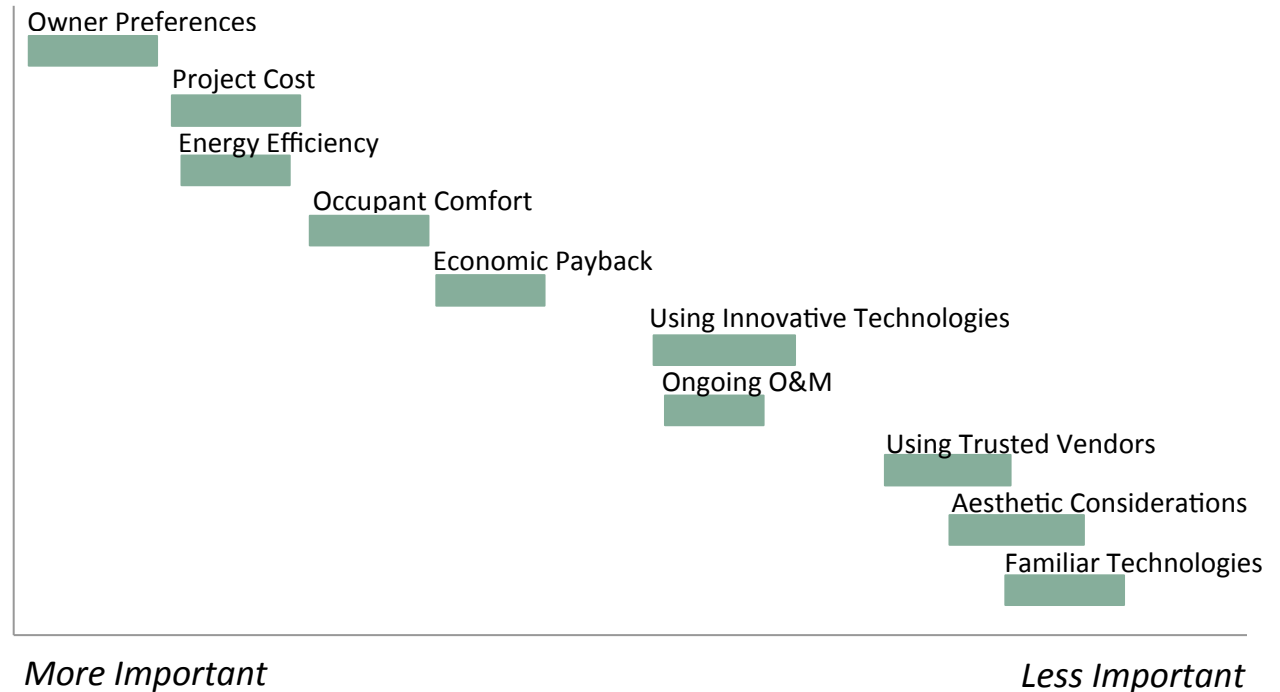 Owner Preferences
Project Cost
Energy Efficiency
Occupant Comfort
Economic Payback
Using Innovative Technologies
Ongoing O&M
Using Trusted Vendors
Aesthetic Considerations
Familiar Technologies
More Important
Less Important